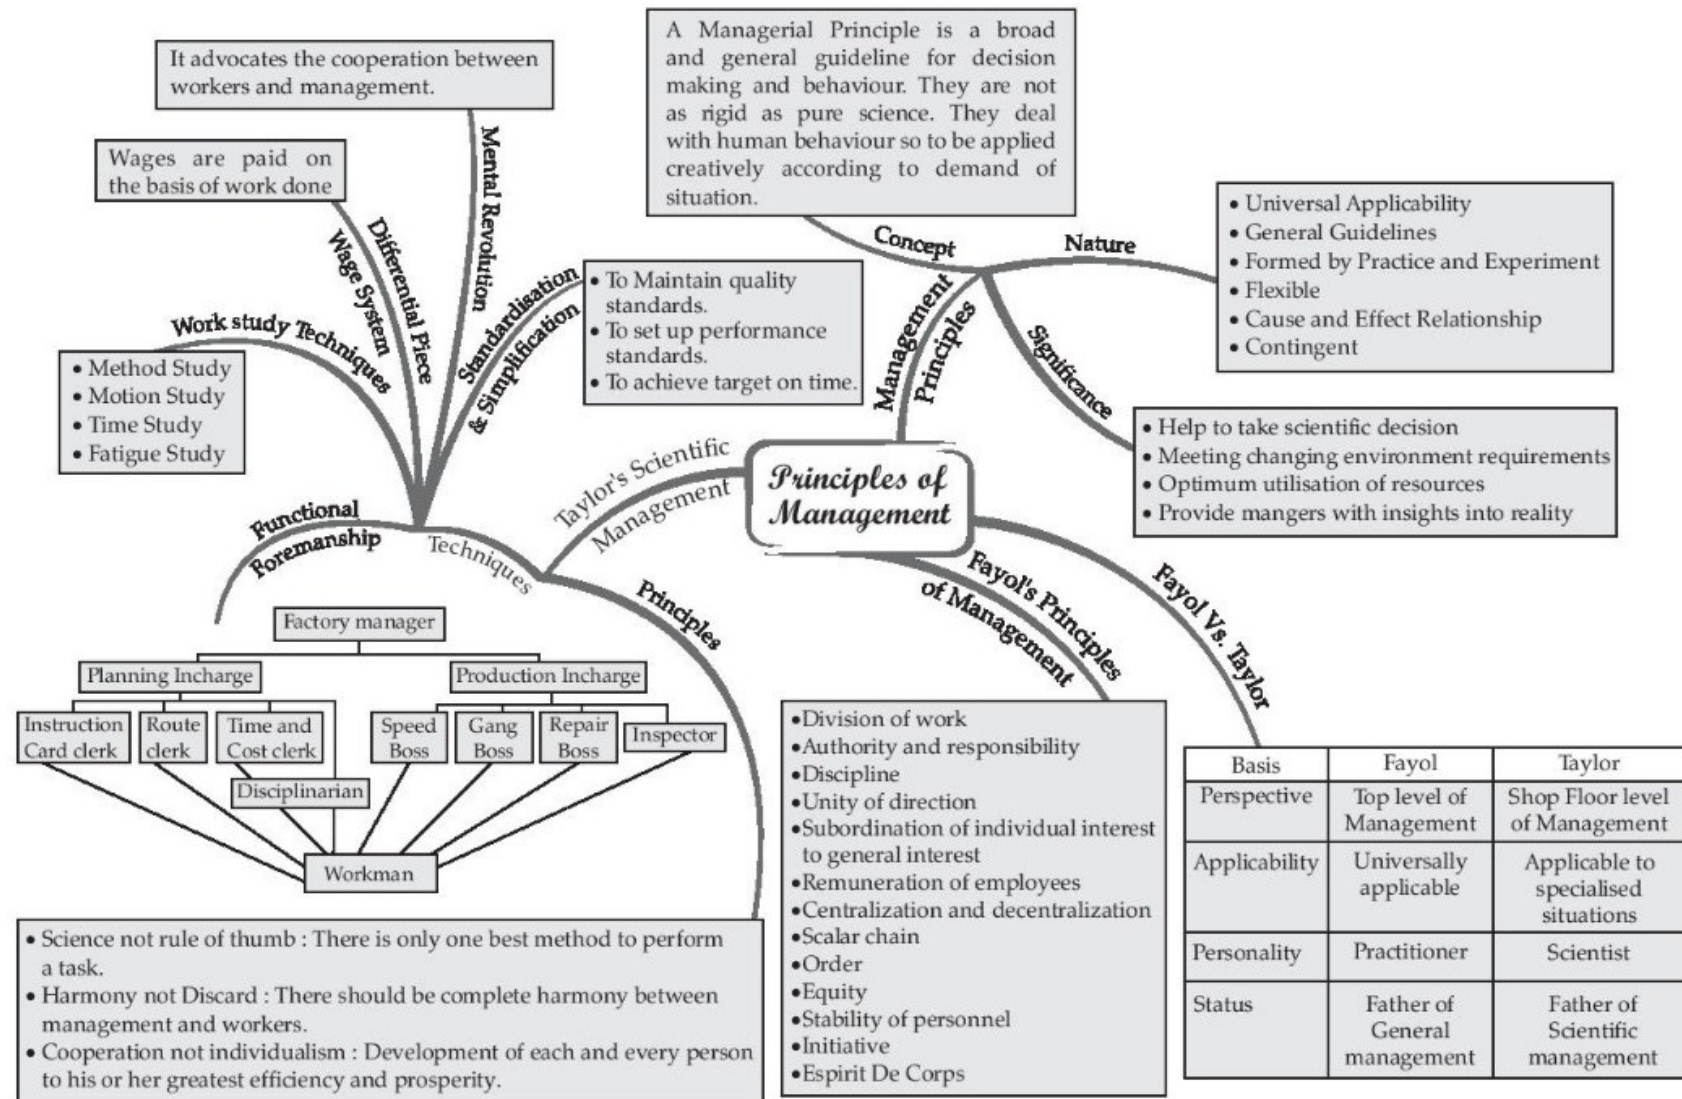 It advocates the cooperation between
workers and management.
Wages are paid on
the basis of work done
Mental Revolution
Differential Piece
Wage System
Work study Techniques
• Method Study
• Motion Study
• Time Study
• Fatigue Study
Standardisation
& Simplification
• To Maintain quality
standards.
• To set up performance
standards.
• To achieve target on time.
A Managerial Principle is a broad
and general guideline for decision
making and behaviour. They are not
as rigid as pure science. They deal
with human behaviour so to be applied
creatively according to demand of
situation.
Concept
Nature
• Universal Applicability
• General Guidelines
• Formed by Practice and Experiment
• Flexible
• Cause and Effect Relationship
• Contingent
Management
Principles
Significance
• Help to take scientific decision
• Meeting changing environment requirements
• Optimum utilisation of resources
• Provide mangers with insights into reality
Principles of
Management
Taylor's Scientific
Management
Techniques
Functional
Foremanship
Principles
Factory manager
Planning Incharge
Production Incharge
Instruction
Card clerk
Route
clerk
Time and
Cost clerk
Disciplinarian
Speed
Boss
Gang
Boss
Repair
Boss
Inspector
Workman
• Science not rule of thumb : There is only one best method to perform
a task.
• Harmony not Discard : There should be complete harmony between
management and workers.
• Cooperation not individualism : Development of each and every person
to his or her greatest efficiency and prosperity.
Fayol's Principles
of Management
•Division of work
•Authority and responsibility
•Discipline
•Unity of direction
•Subordination of individual interest
to general interest
•Remuneration of employees
•Centralization and decentralization
•Scalar chain
•Order
•Equity
•Stability of personnel
•Initiative
•Espirit De Corps
Fayol Vs. Taylor
Basis Fayol Taylor
Perspective Top level of Shop Floor level
Management of Management
Applicability Universally Applicable to
applicable specialised
situations
Personality Practitioner Scientist
Status Father of Father of
General Scientific
management management